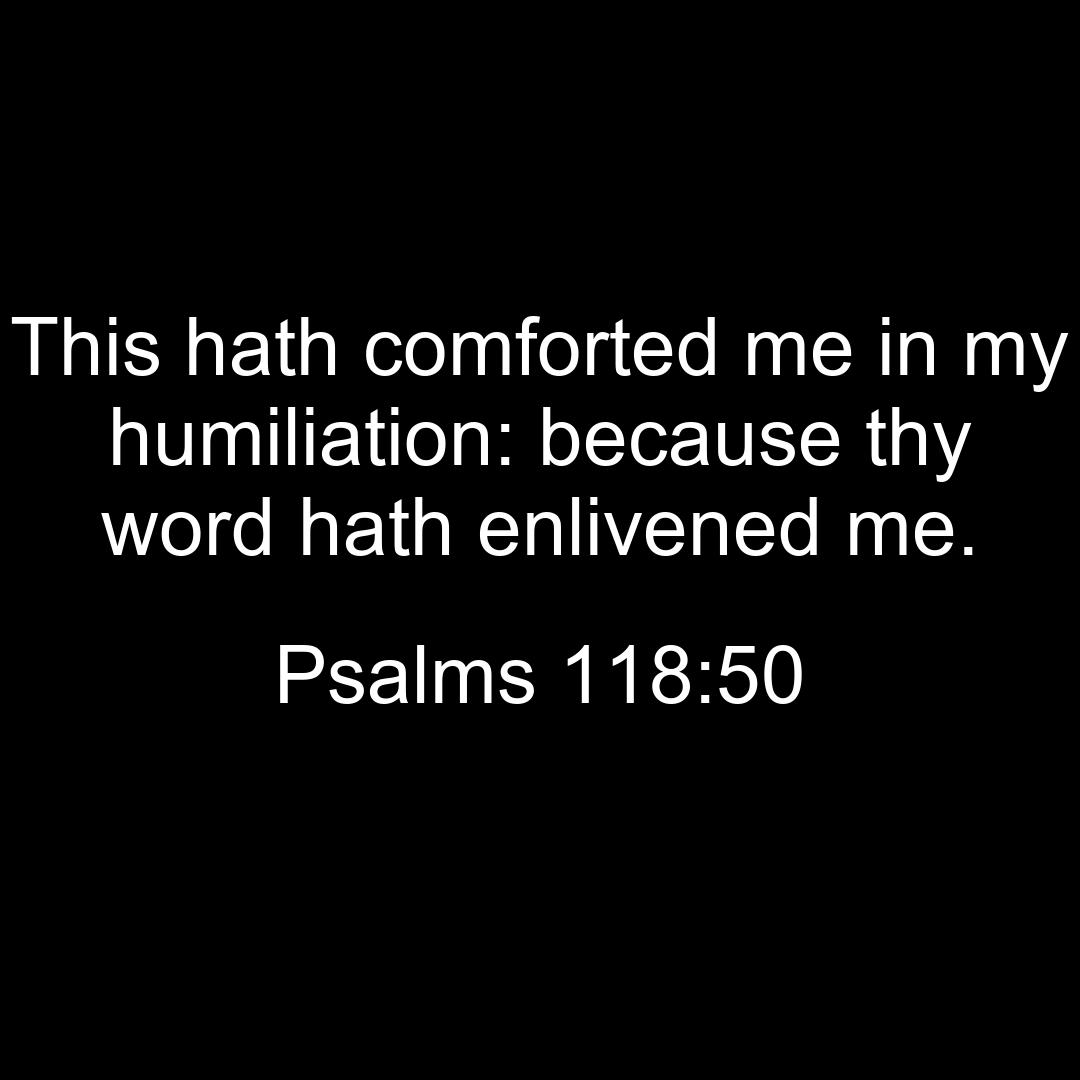 This hath comforted me in my
humiliation: because thy
word hath enlivened me.
Psalms 118:50